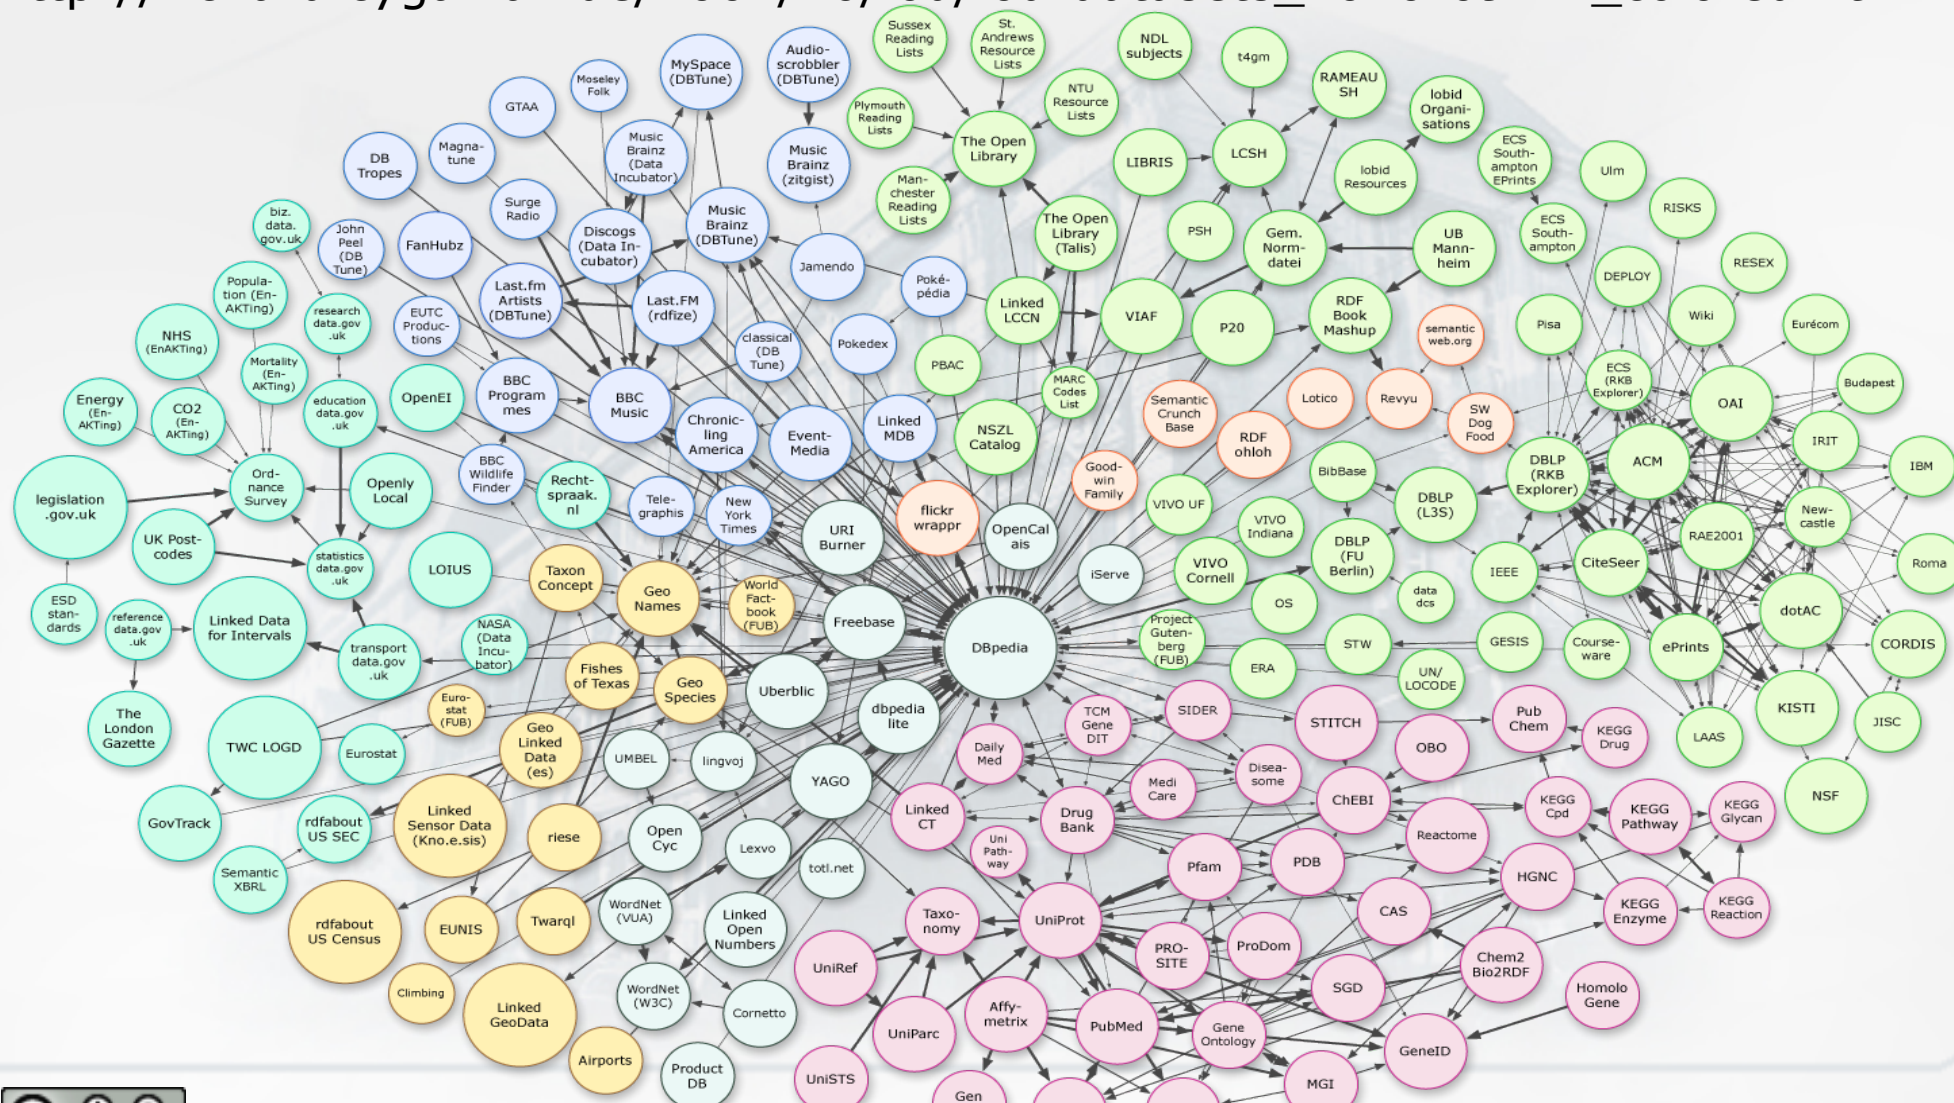 Sussex
Reading
Lists
St.
Andrews
Resource
Lists
NDL
subjects
t4gm
RAMEAU
SH
lobid
Organi-
sations
Audio-
scrobbler
(DBTune)
MySpace
(DBTune)
Moseley
Folk
GTAA
Plymouth
Reading
Lists
NTU
Resource
Lists
The Open
Library
LIBRIS
LCSH
lobid
Resources
ECS
South-
ampton
EPrints
Ulm
RISKS
DB
Tropes
Magna-
tune
Music
Brainz
(Data
Incubator)
Music
Brainz
(zitgist)
Man-
chester
Reading
Lists
biz.
data.
gov.uk
John
Peel
(DB
Tune)
FanHubz
Surge
Radio
Discogs
(Data In-
cubator)
Music
Brainz
(DBTune)
Jamendo
The Open
Library
(Talis)
PSH
Gem.
Norm-
datei
UB
Mann-
heim
ECS
South-
ampton
DEPLOY
RESEX
Popula-
tion (En-
AKTing)
research
data.gov
.uk
EUTC
Produc-
tions
Last.fm
Artists
(DBTune)
Last.FM
(rdfize)
Poké-
pédia
Linked
LCCN
VIAF
P20
RDF
Book
Mashup
semantic
web.org
Pisa
Wiki
Eurécom
NHS
(EnAKTing)
Mortality
(En-
AKTing)
classical
(DB
Tune)
Pokedex
PBAC
MARC
Codes
List
ECS
(RKB
Explorer)
Budapest
Energy
(En-
AKTing)
CO2
(En-
AKTing)
education
data.gov
.uk
OpenEI
BBC
Program
mes
BBC
Music
Chronic-
ling
America
Event-
Media
Linked
MDB
NSZL
Catalog
Semantic
Crunch
Base
RDF
ohloh
Lotico
Revyu
SW
Dog
Food
OAI
IRIT
legislation
.gov.uk
Ord-
nance
Survey
Openly
Local
BBC
Wildlife
Finder
Recht-
spraak.
nl
Tele-
graphis
New
York
Times
URI
Burner
flickr
wrappr
OpenCal
ais
Good-
win
Family
VIVO UF
BibBase
DBLP
(L3S)
DBLP
(RKB
Explorer)
ACM
IBM
UK Post-
codes
statistics
data.gov
.uk
LOIUS
Taxon
Concept
Geo
Names
World
Fact-
book
(FUB)
Freebase
DBpedia
iServe
VIVO
Cornell
VIVO
Indiana
DBLP
(FU
Berlin)
IEEE
CiteSeer
RAE2001
New-
castle
Roma
ESD
stan-
dards
reference
data.gov
.uk
Linked Data
for Intervals
transport
data.gov
.uk
NASA
(Data
Incu-
bator)
Fishes
of Texas
Geo
Species
Uberblic
dbpedia
lite
Project
Guten-
berg
(FUB)
OS
ERA
STW
data
dcs
UN/
LOCODE
GESIS
Course-
ware
ePrints
dotAC
CORDIS
The
London
Gazette
TWC LOGD
Eurostat
Euro-
stat
(FUB)
Geo
Linked
Data
(es)
UMBEL
lingvoj
YAGO
Daily
Med
TCM
Gene
DIT
SIDER
STITCH
OBO
Pub
Chem
KEGG
Drug
LAAS
KISTI
JISC
GovTrack
rdfabout
US SEC
Semantic
XBRL
Linked
Sensor Data
(Kno.e.sis)
riese
Open
Cyc
Lexvo
totl.net
Linked
CT
Uni
Path-
way
Drug
Bank
Medi
Care
Disea-
some
ChEBI
Reactome
KEGG
Cpd
KEGG
Pathway
KEGG
Glycan
NSF
rdfabout
US Census
EUNIS
Twarql
WordNet
(VUA)
Linked
Open
Numbers
Taxo-
nomy
UniProt
Pfam
PDB
CAS
HGNC
KEGG
Enzyme
KEGG
Reaction
Climbing
Linked
GeoData
Airports
WordNet
(W3C)
Cornetto
Product
DB
UniRef
UniParc
UniSTS
Affy-
metrix
PubMed
PRO-
SITE
ProDom
Gene
Ontology
SGD
Chem2
Bio2RDF
Homolo
Gene
GeneID
MGI
Gen